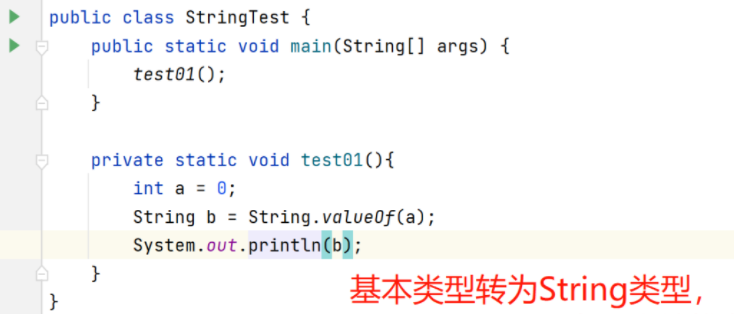 public class StringTest {
public static void main(String[] args) {
test01();
}
private static void test01(){
int a = 0;
String b = String.valueOf(a);
System.out.println(b);
}
}
基本类型转为String类型，